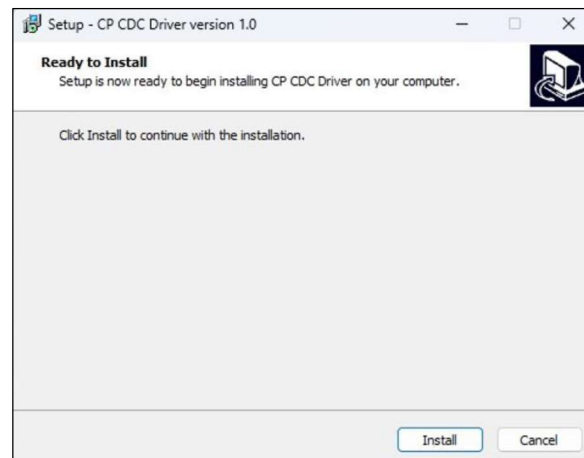 Setup - CP CDC Driver version 1.0
Ready to Install
Setup is now ready to begin installing CP CDC Driver on your computer.
Click Install to continue with the installation.
Install
Cancel